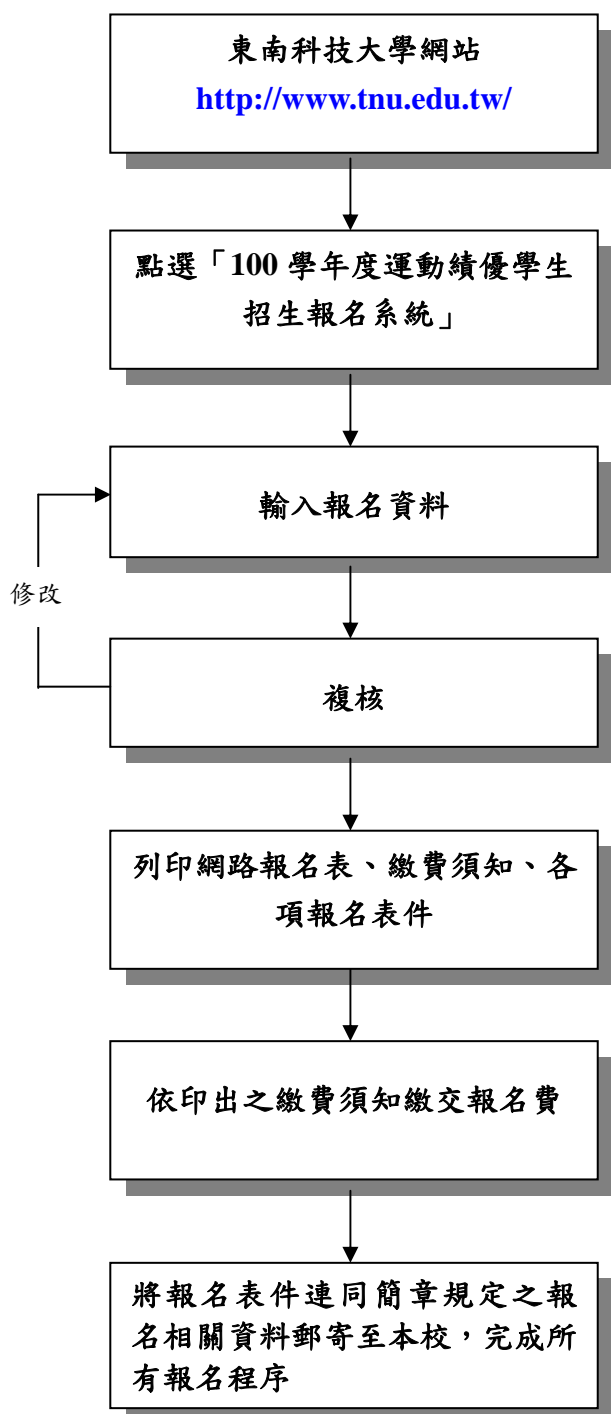 東南科技大學網站
http://www.tnu.edu.tw/
點選「100 學年度運動績優學生
招生報名系統」
輸入報名資料
修改
複核
列印網路報名表、繳費須知、各
項報名表件
依印出之繳費須知繳交報名費
將報名表件連同簡章規定之報
名相關資料郵寄至本校，完成所
有報名程序